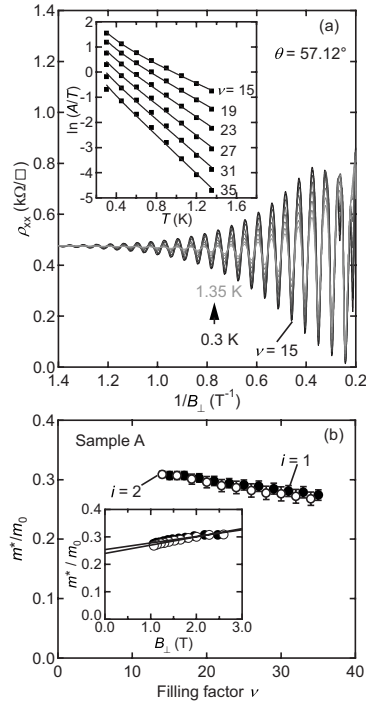 (a)
θ = 57.12°
ln (A/T)
2
1
0
−1
−2
−3
−4
−5
ν = 15
19
23
27
31
35
0.4 0.8 1.2 1.6
T (K)
ρxx (kΩ/□)
1.0
0.8
0.6
0.4
0.2
0.0
1.35 K
0.3 K
ν = 15
1.4 1.2 1.0 0.8 0.6 0.4 0.2
1/B⊥ (T⁻¹)
(b)
Sample A
m*/m₀
0.4
0.3
0.2
0.1
0.0
i = 2
i = 1
m* / m₀
0.4
0.3
0.2
0.1
0.0
0.0 1.0 2.0 3.0
B⊥ (T)
0 10 20 30 40
Filling factor ν